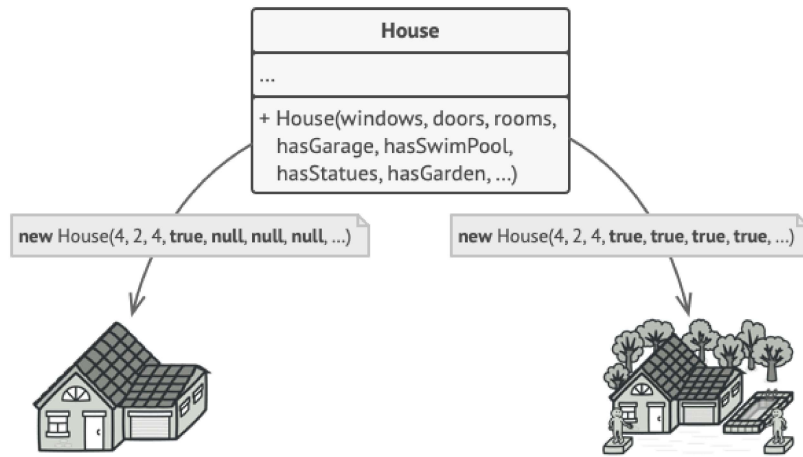 House
...
+ House(windows, doors, rooms,
hasGarage, hasSwimPool,
hasStatues, hasGarden, ...)
new House(4, 2, 4, true, null, null, null, ...)
new House(4, 2, 4, true, true, true, true, ...)